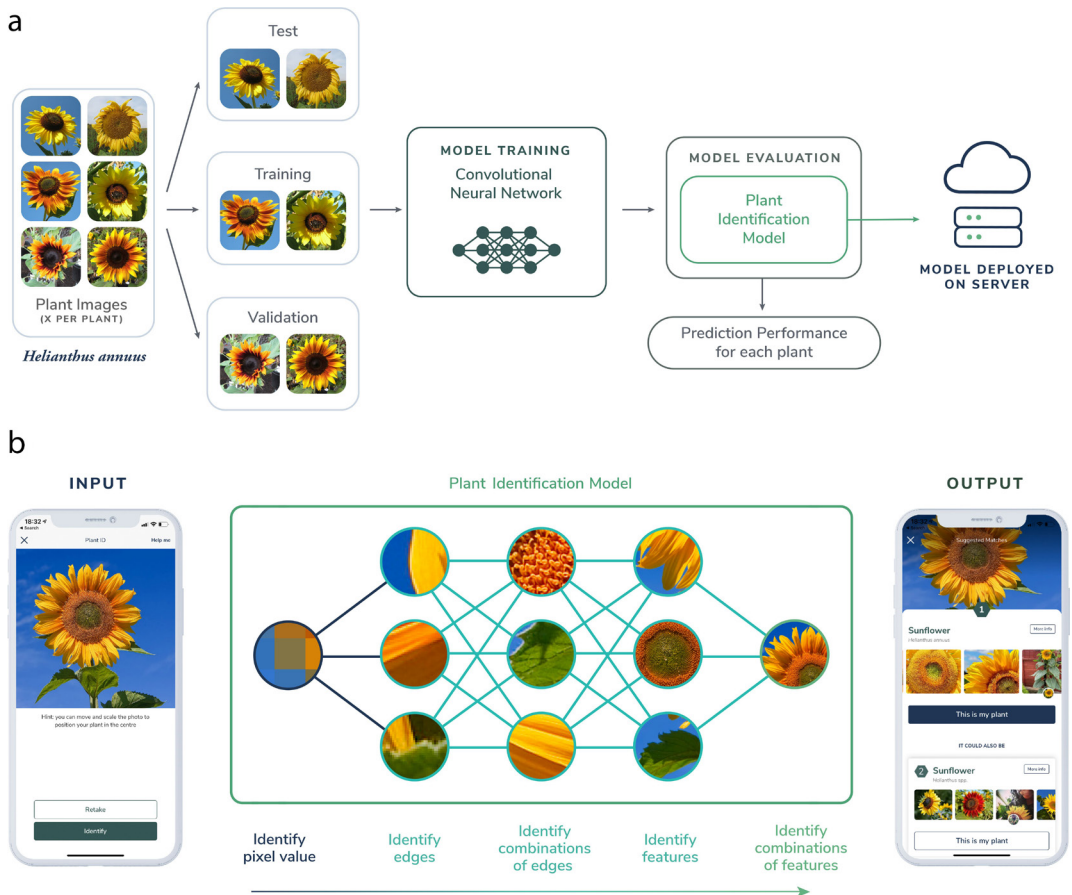 a
Test
Training
Validation
Plant Images
(X PER PLANT)
Helianthus annuus
MODEL TRAINING
Convolutional
Neural Network
MODEL EVALUATION
Plant
Identification
Model
Prediction Performance
for each plant
MODEL DEPLOYED
ON SERVER
b
INPUT
18:32
Search
Plant ID
Help me
Hint: you can move and scale the photo to
position your plant in the centre
Retake
Identify
Plant Identification Model
Identify
pixel value
Identify
edges
Identify
combinations
of edges
Identify
features
Identify
combinations
of features
OUTPUT
18:32
Search
Suggested Matches
1
Sunflower
More Info
Helianthus annuus
This is my plant
IT COULD ALSO BE
2
Sunflower
More Info
Helianthus spp.
This is my plant